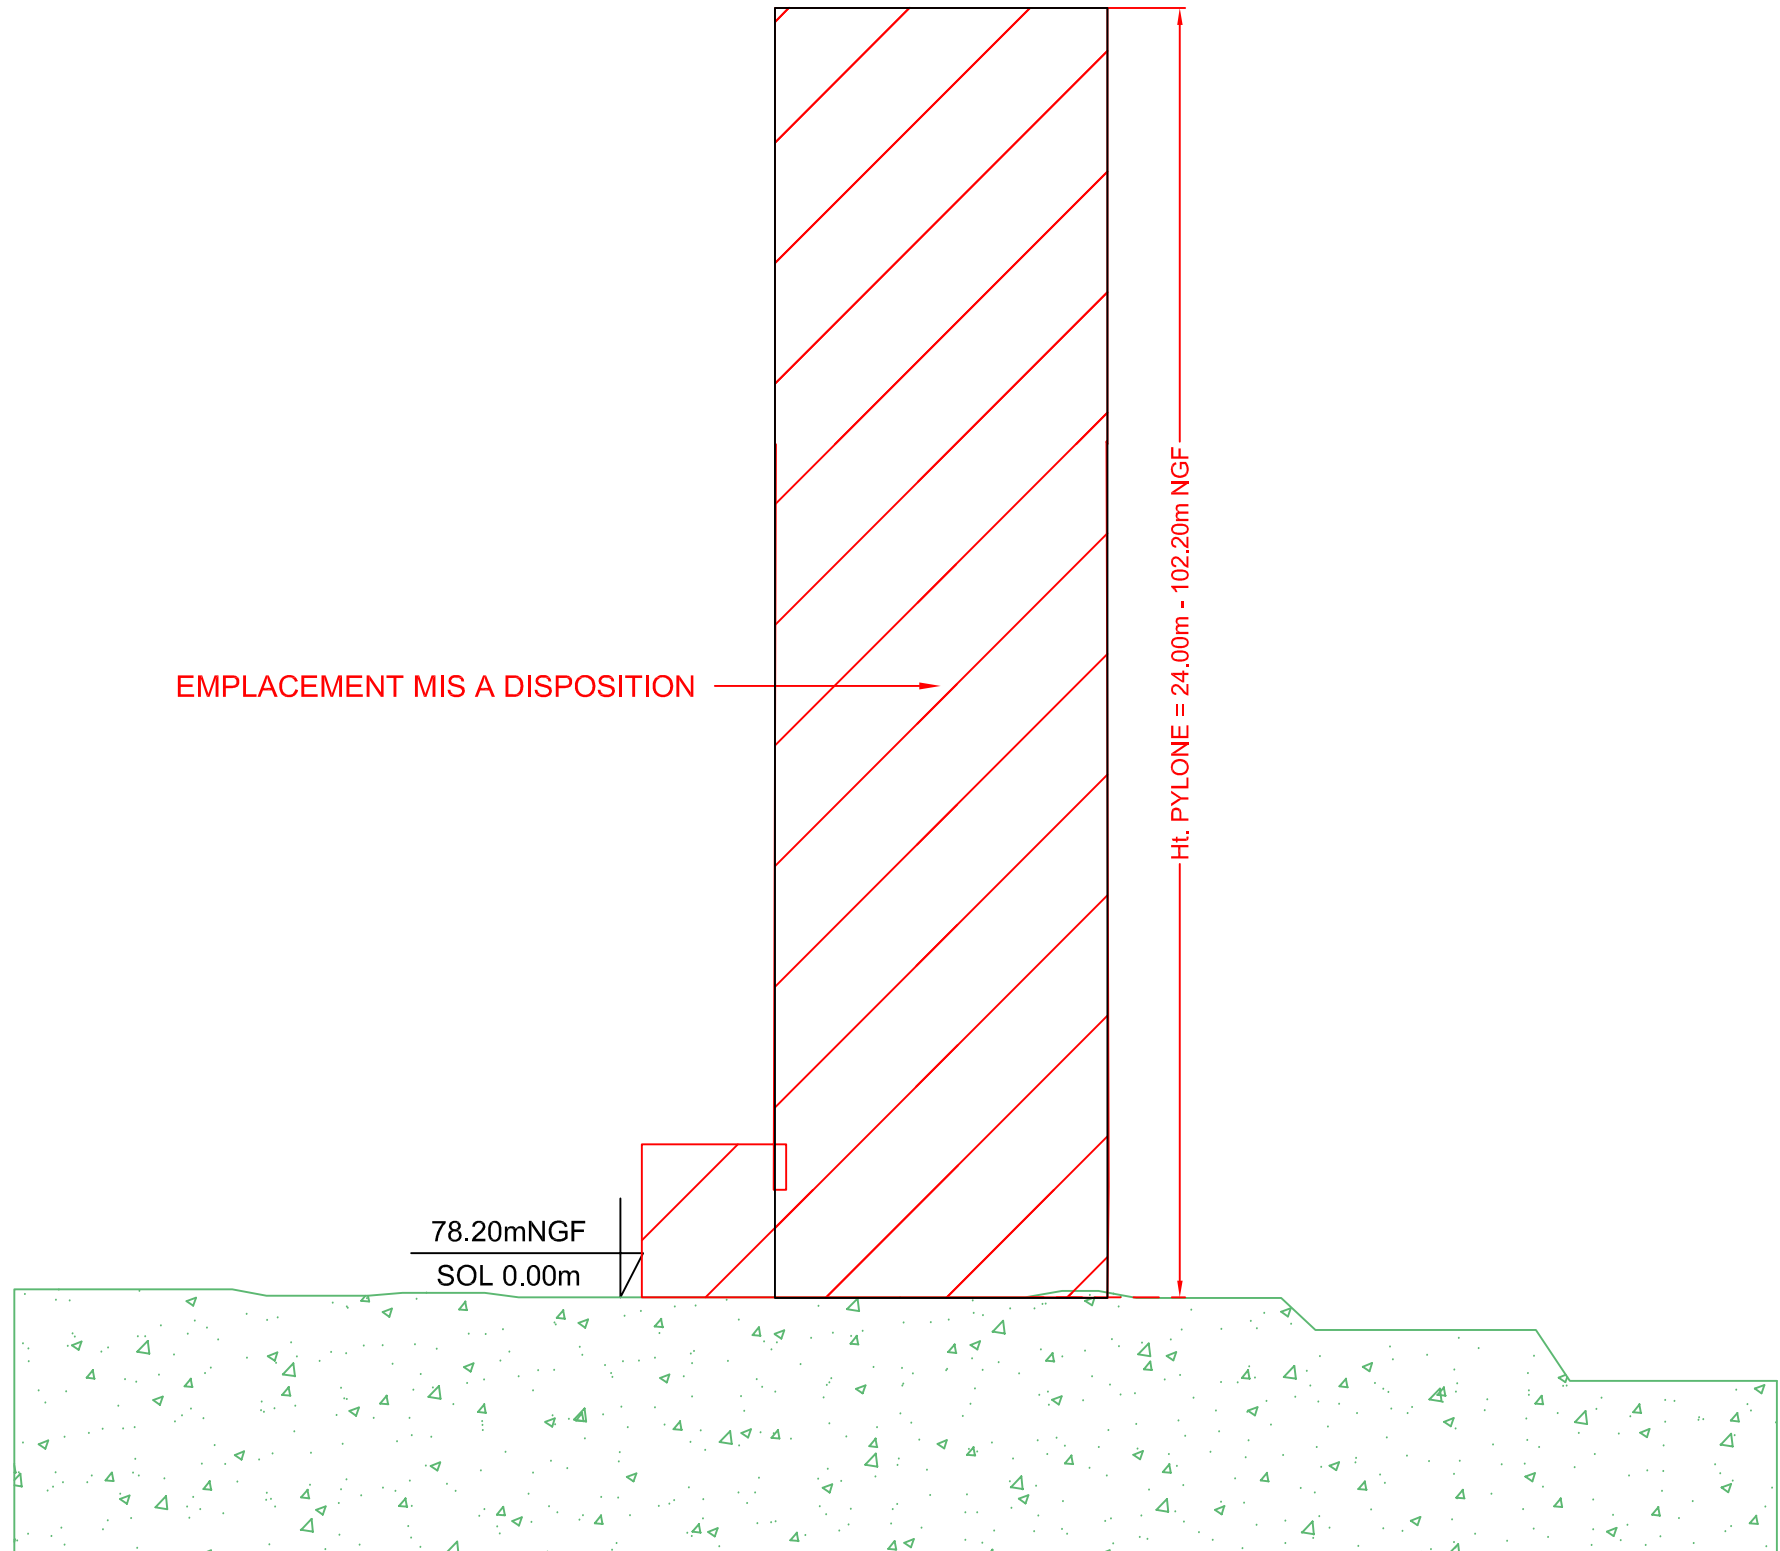 Ht. PYLONE = 24.00m - 102.20m NGF
EMPLACEMENT MIS A DISPOSITION
78.20mNGF
SOL 0.00m